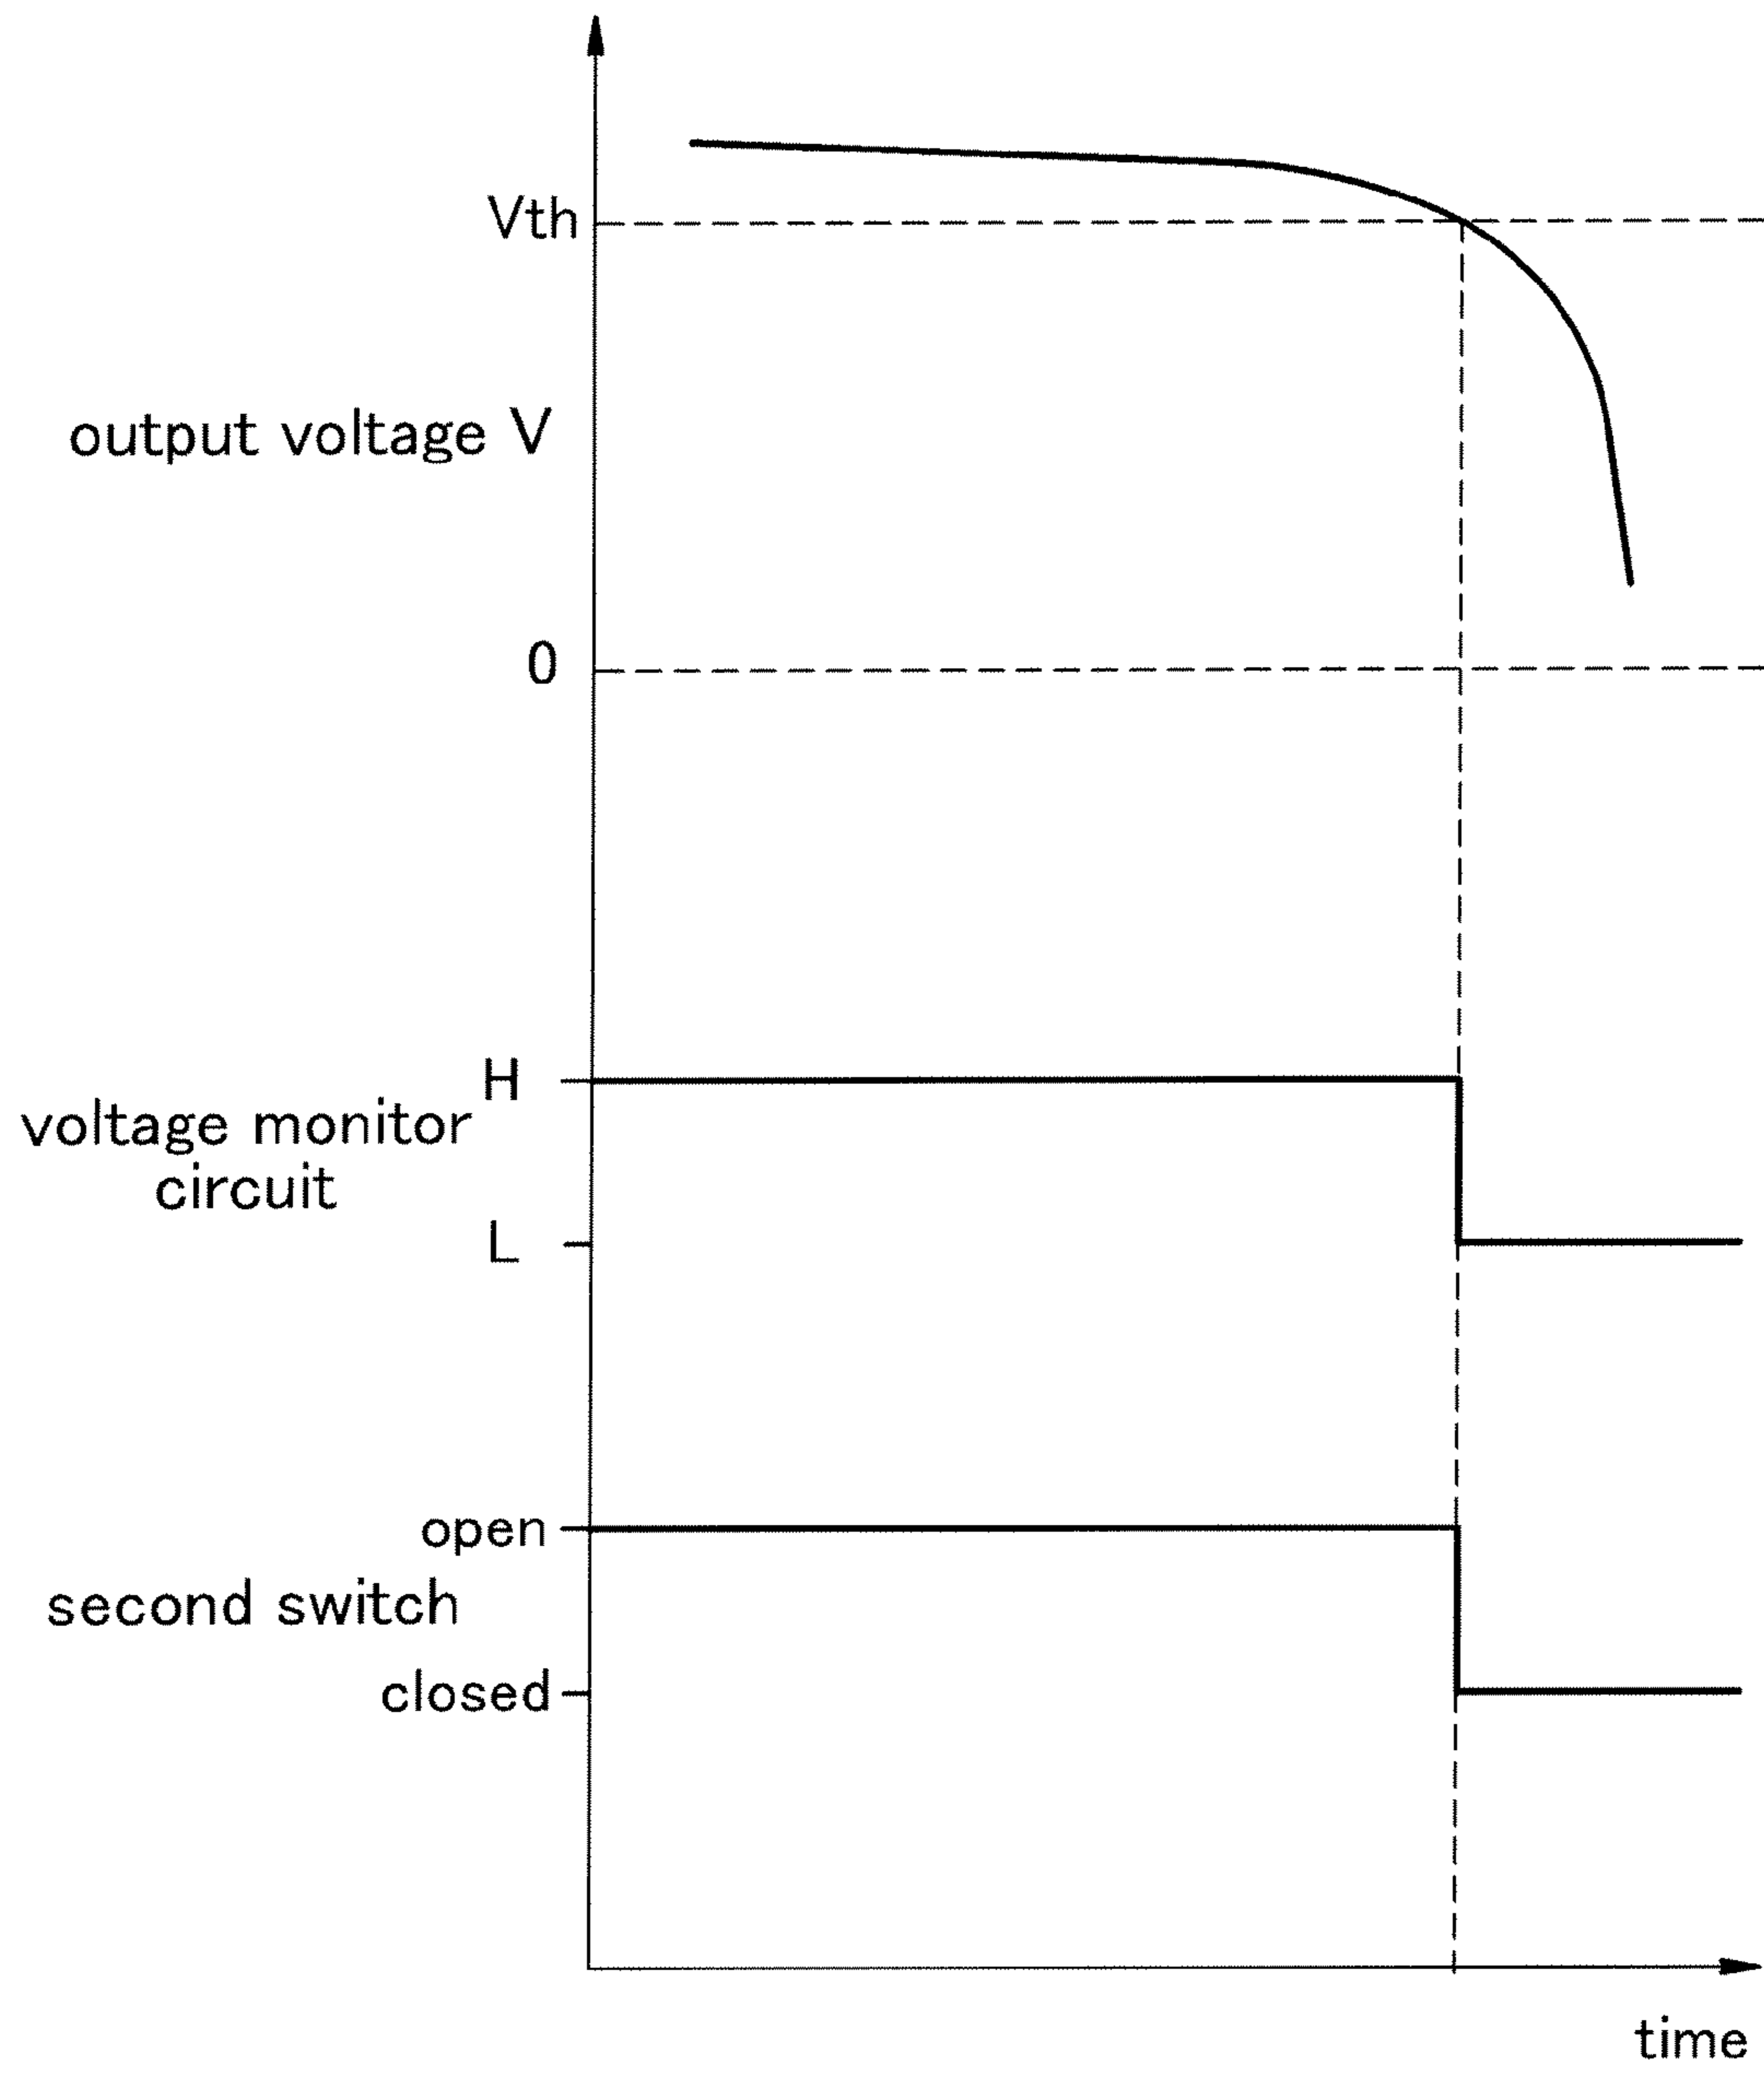 Vth
output voltage V
0
H
voltage monitor
circuit
L
open
second switch
closed
time